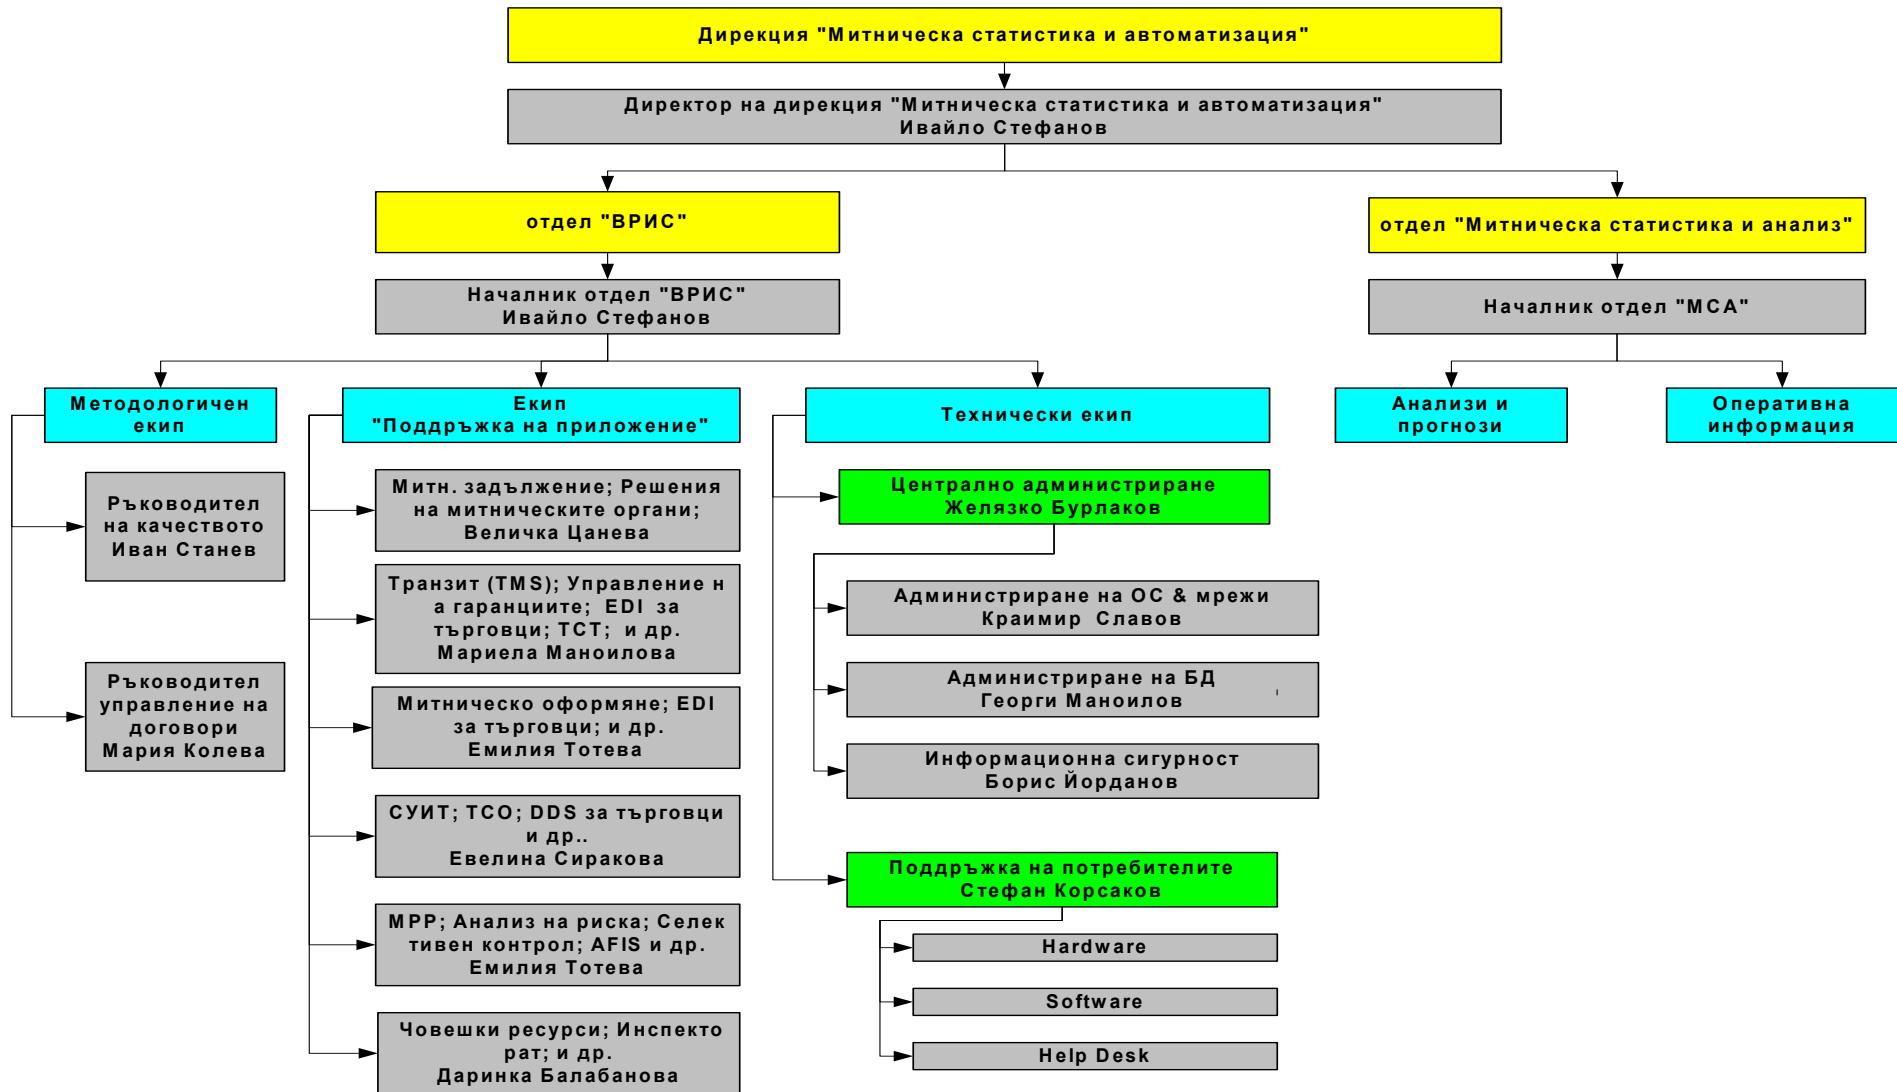 Дирекция "Митническа статистика и автоматизация"
Директор на дирекция "Митническа статистика и автоматизация"
Ивайло Стефанов
отдел "ВРИС"
отдел "Митническа статистика и анализ"
Началник отдел "ВРИС"
Ивайло Стефанов
Началник отдел "МСА"
Методологичен
екип
Екип
"Поддръжка на приложение"
Технически екип
Анализи и
прогнози
Оперативна
информация
Ръководител
на качеството
Иван Станев
Ръководител
управление на
договори
Мария Колева
Митн. задължение; Решения
на митническите органи;
Величка Цанева
Транзит (TMS); Управление н
а гаранциите; EDI за
търговци; ТСТ; и др.
Мариела Маноилова
Митническо оформяне; EDI
за търговци; и др.
Емилия Тотева
СУИТ; ТСО; DDS за търговци
и др..
Евелина Сиракова
МРР; Анализ на риска; Селек
тивен контрол; AFIS и др.
Емилия Тотева
Човешки ресурси; Инспекто
рат; и др.
Даринка Балабанова
Централно администриране
Желязко Бурлаков
Администриране на ОС & мрежи
Краимир Славов
Администриране на БД
Георги Маноилов
Информационна сигурност
Борис Йорданов
Поддръжка на потребителите
Стефан Корсаков
Hardware
Software
Help Desk